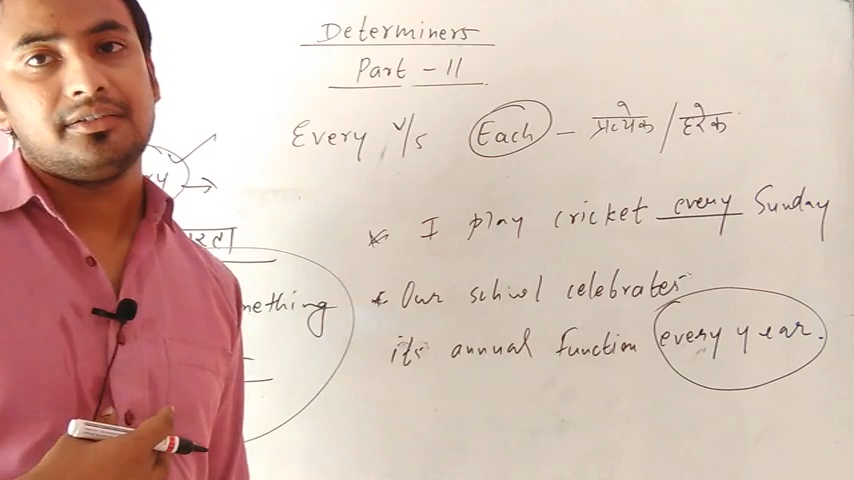 Determiners
Part - II
Every v/s Each - प्रत्येक / हरेक
* I play cricket every Sunday
* Our school celebrates
its annual function every year.